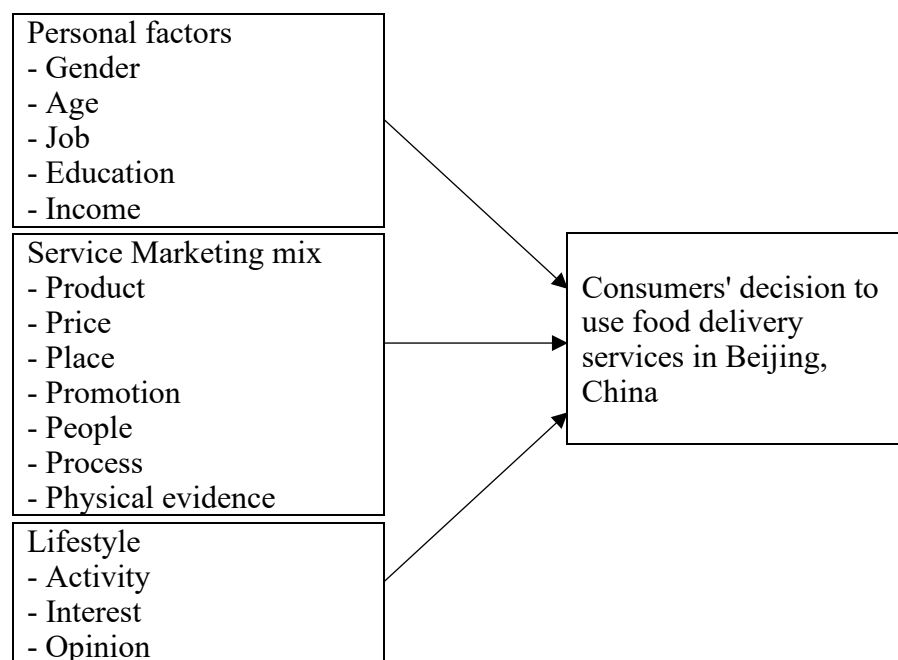 Personal factors
- Gender
- Age
- Job
- Education
- Income
Service Marketing mix
- Product
- Price
- Place
- Promotion
- People
- Process
- Physical evidence
Lifestyle
- Activity
- Interest
- Opinion
Consumers' decision to
use food delivery
services in Beijing,
China